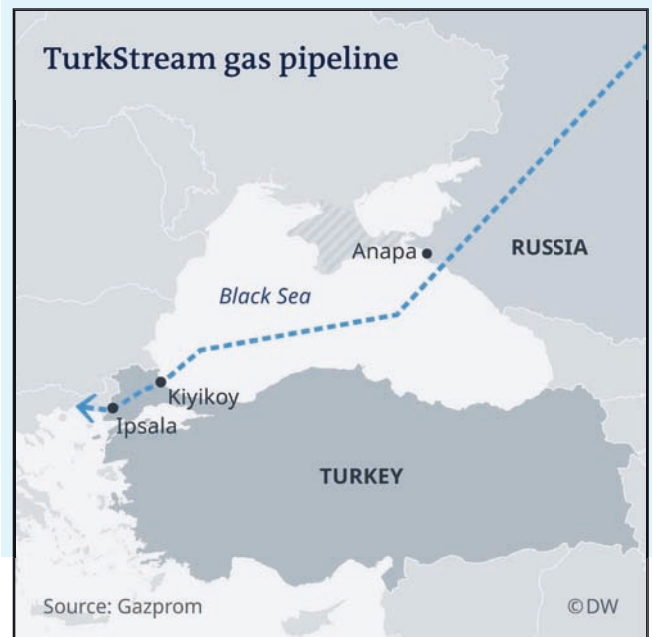 TurkStream gas pipeline
Anapa
RUSSIA
Black Sea
Kiyikoy
Ipsala
TURKEY
Source: Gazprom
©DW